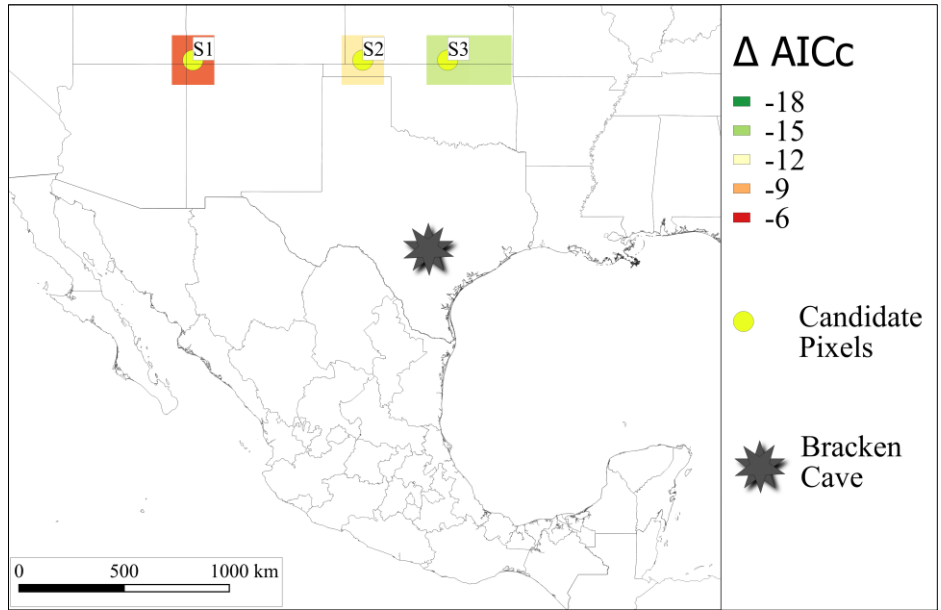 S1
S2
S3
Δ AICc
-18
-15
-12
-9
-6
Candidate
Pixels
Bracken
Cave
0 500 1000 km